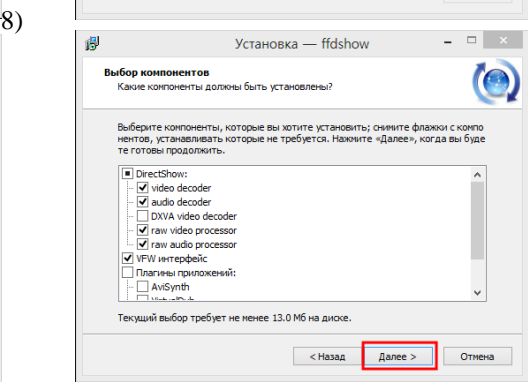 8)
Установка — ffdshow
Выбор компонентов
Какие компоненты должны быть установлены?
Выберите компоненты, которые вы хотите установить; снимите флажки с компо
нентов, устанавливать которые не требуется. Нажмите «Далее», когда вы буде
те готовы продолжить.
DirectShow:
video decoder
audio decoder
DXVA video decoder
raw video processor
raw audio processor
VFW интерфейс
Плагины приложений:
AviSynth
Текущий выбор требует не менее 13.0 Мб на диске.
< Назад
Далее >
Отмена